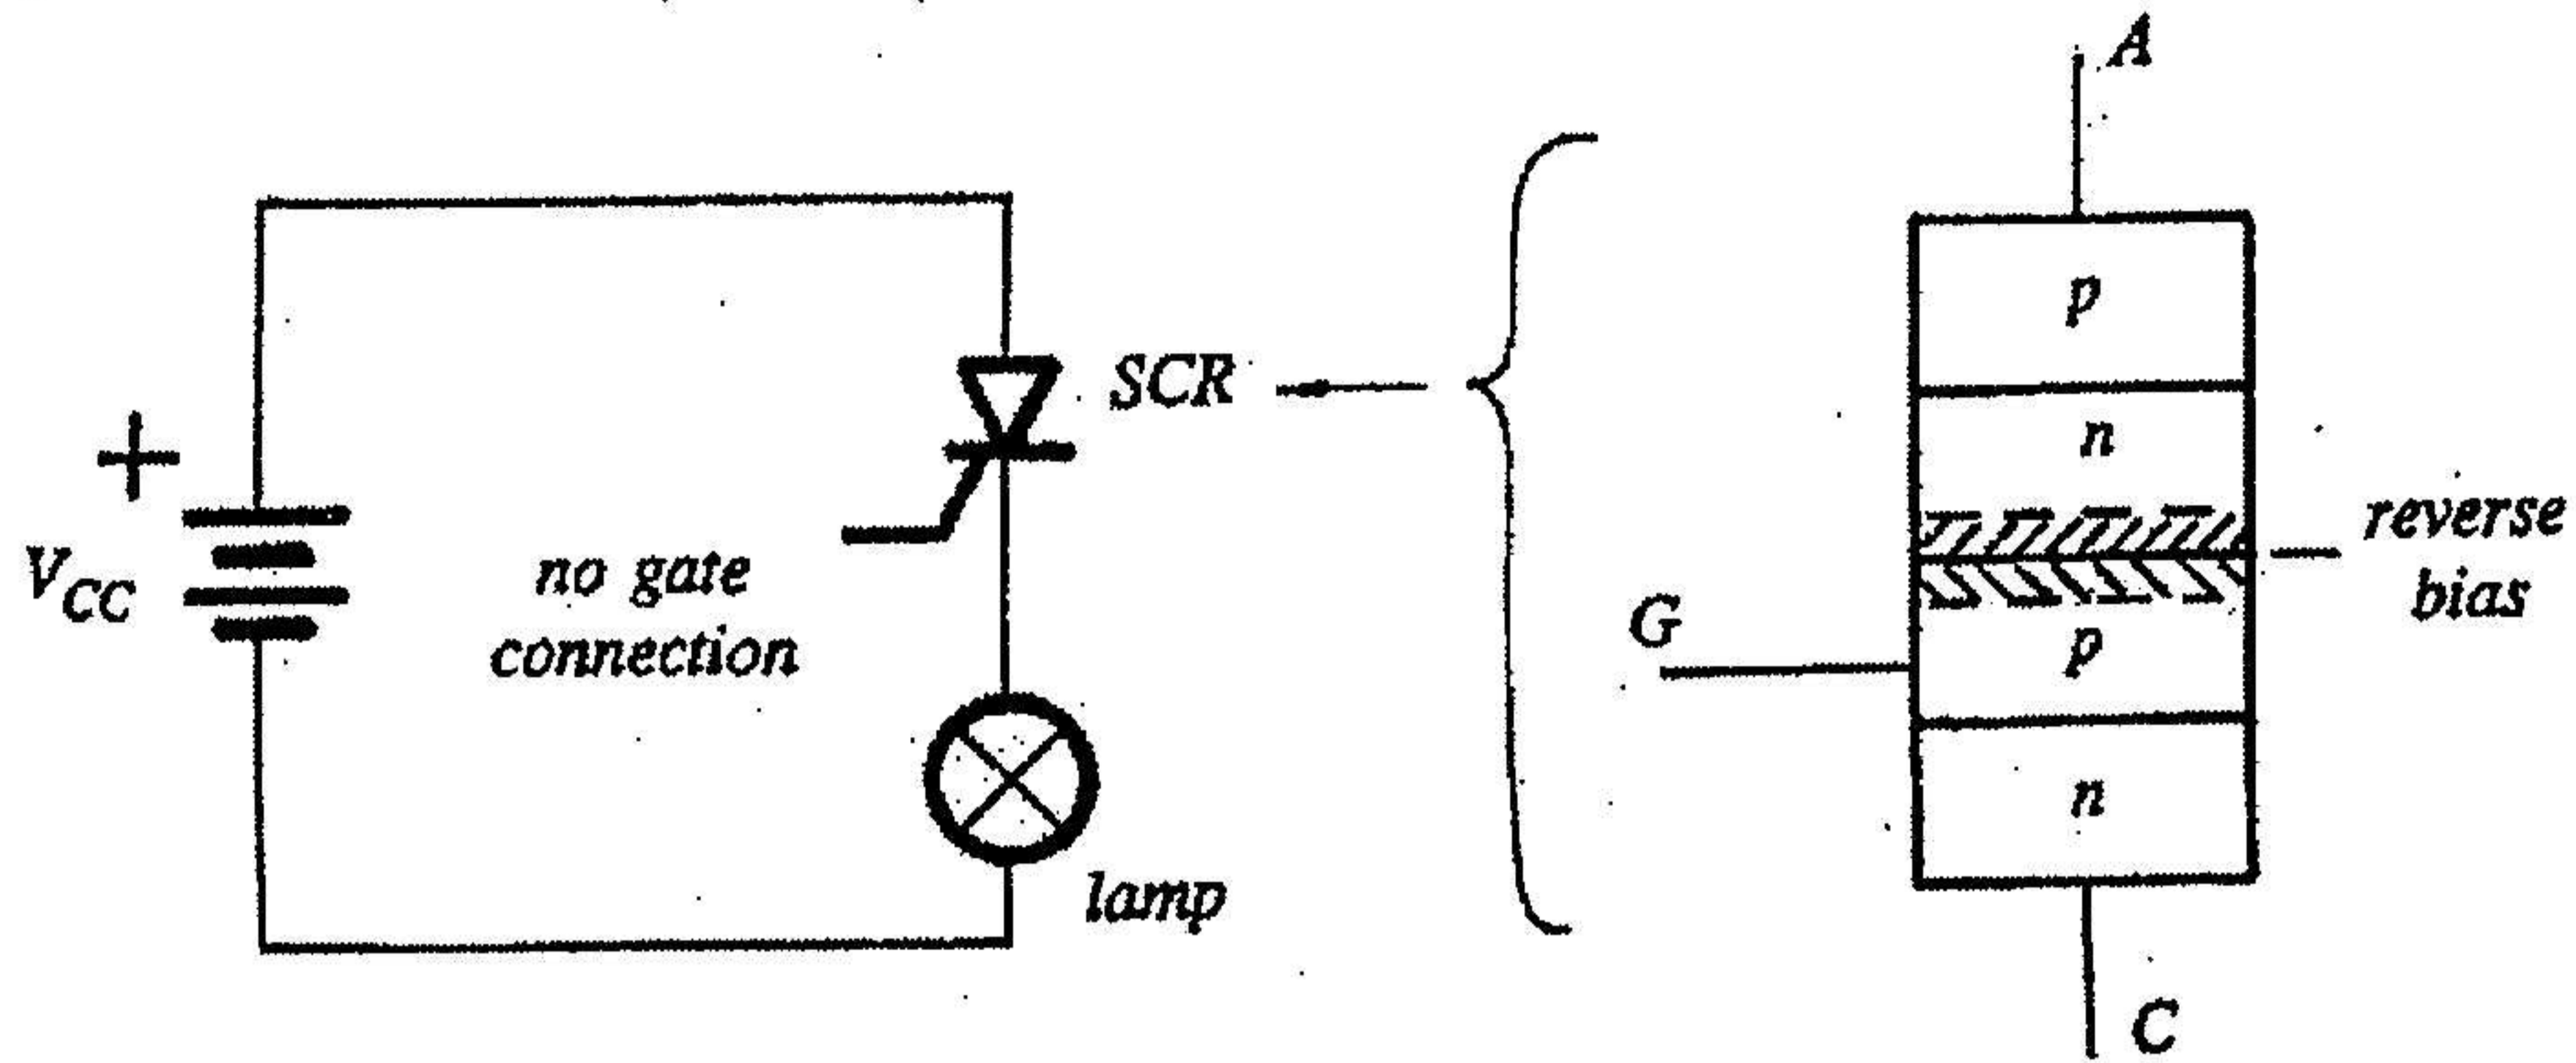 +
V_CC
no gate
connection
SCR
lamp
A
p
n
reverse
bias
G
p
n
C